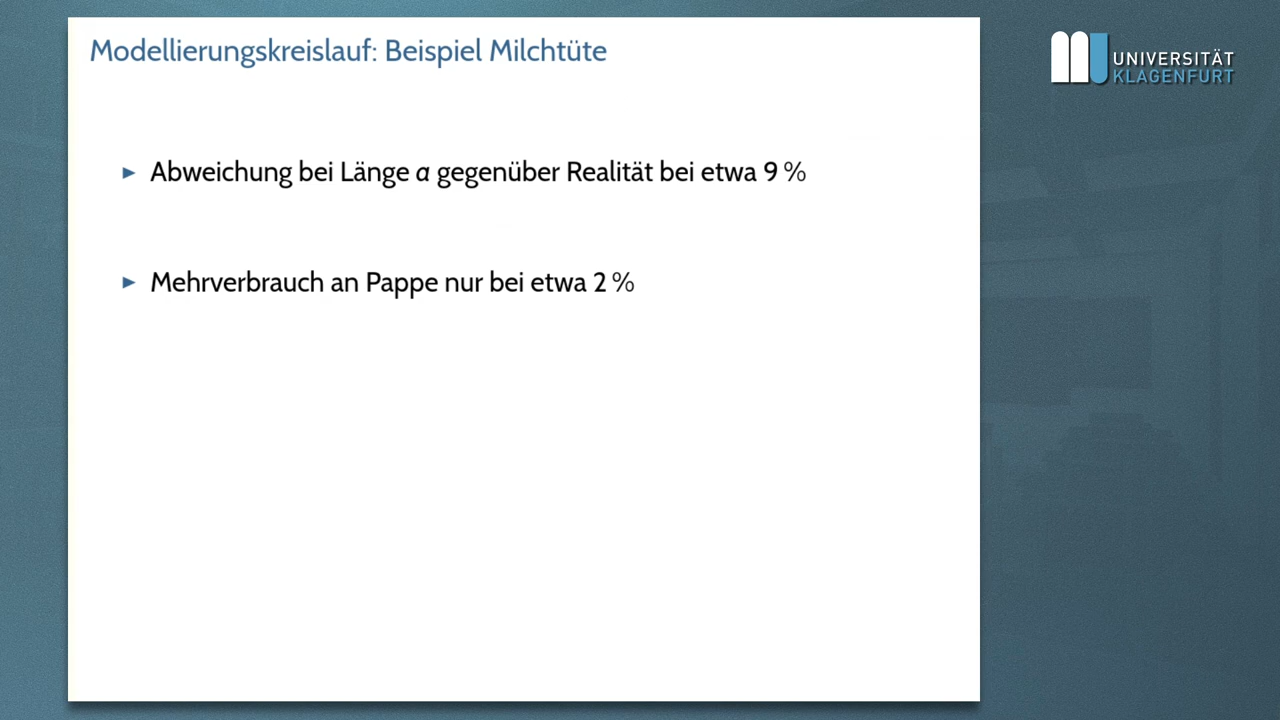 Modellierungskreislauf: Beispiel Milchtüte
UNIVERSITÄT
KLAGENFURT
► Abweichung bei Länge a gegenüber Realität bei etwa 9 %
► Mehrverbrauch an Pappe nur bei etwa 2 %